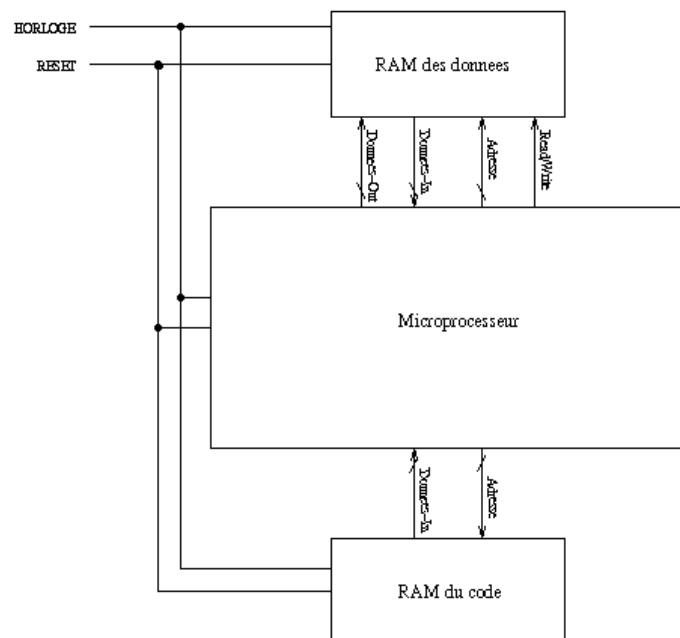 HORLOGE
RAM des donnees
RESET
Donnees-Out
Donnees-In
Adresse
Read/Write
Microprocesseur
Donnees-In
Adresse
RAM du code